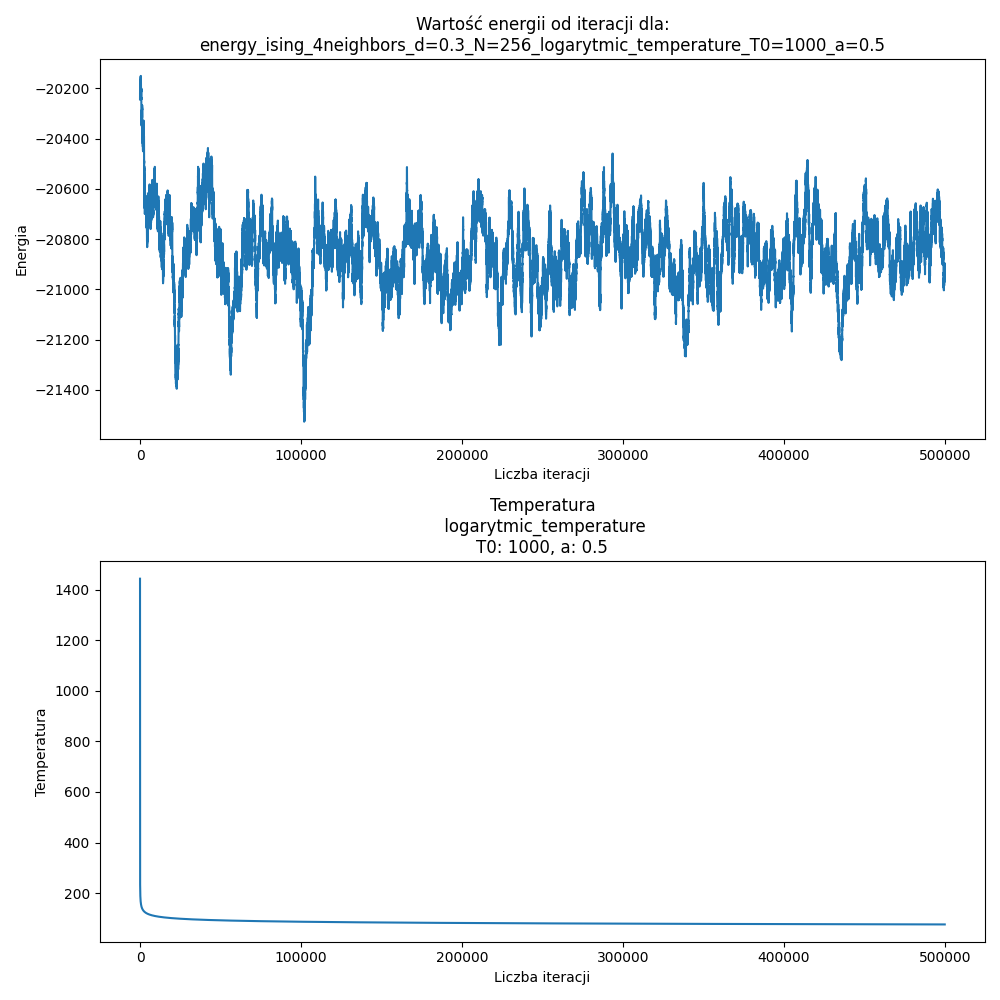 Wartość energii od iteracji dla:
energy_ising_4neighbors_d=0.3_N=256_logarytmic_temperature_T0=1000_a=0.5
−20200
−20400
−20600
−20800
−21000
−21200
−21400
Energia
0
100000
200000
300000
400000
500000
Liczba iteracji
Temperatura
logarytmic_temperature
T0: 1000, a: 0.5
1400
1200
1000
800
600
400
200
Temperatura
0
100000
200000
300000
400000
500000
Liczba iteracji